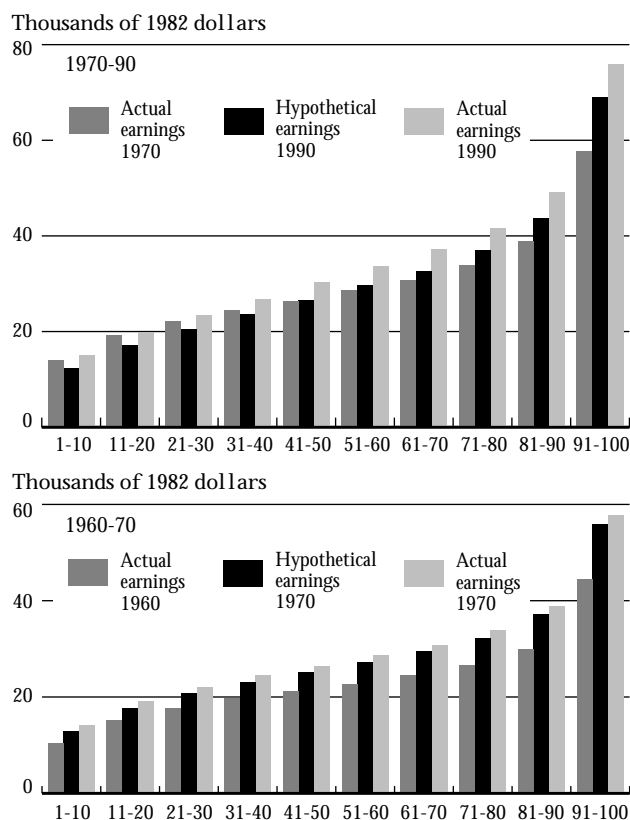 Thousands of 1982 dollars
80
1970-90
Actual earnings 1970
Hypothetical earnings 1990
Actual earnings 1990
60
40
20
0
1-10 11-20 21-30 31-40 41-50 51-60 61-70 71-80 81-90 91-100
Thousands of 1982 dollars
60
1960-70
Actual earnings 1960
Hypothetical earnings 1970
Actual earnings 1970
40
20
0
1-10 11-20 21-30 31-40 41-50 51-60 61-70 71-80 81-90 91-100